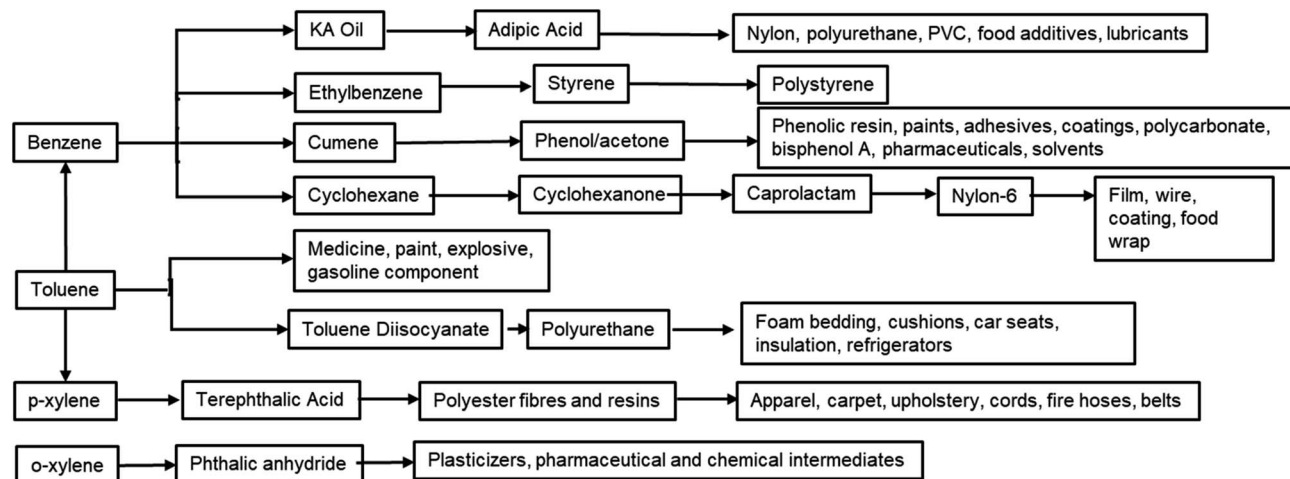 KA Oil
Adipic Acid
Nylon, polyurethane, PVC, food additives, lubricants
Ethylbenzene
Styrene
Polystyrene
Benzene
Cumene
Phenol/acetone
Phenolic resin, paints, adhesives, coatings, polycarbonate,
bisphenol A, pharmaceuticals, solvents
Cyclohexane
Cyclohexanone
Caprolactam
Nylon-6
Film, wire,
coating, food
wrap
Medicine, paint, explosive,
gasoline component
Toluene
Toluene Diisocyanate
Polyurethane
Foam bedding, cushions, car seats,
insulation, refrigerators
p-xylene
Terephthalic Acid
Polyester fibres and resins
Apparel, carpet, upholstery, cords, fire hoses, belts
o-xylene
Phthalic anhydride
Plasticizers, pharmaceutical and chemical intermediates